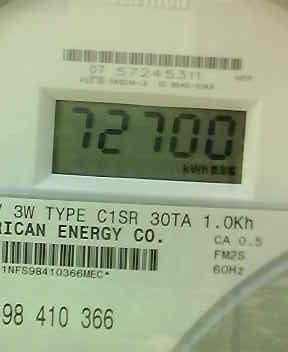 07 57245311
72700
kWh
V 3W TYPE C1SR 30TA 1.0Kh
RICAN ENERGY CO.
CA 0.5
FM2S
60Hz
1NFS98410366MEC*
98 410 366